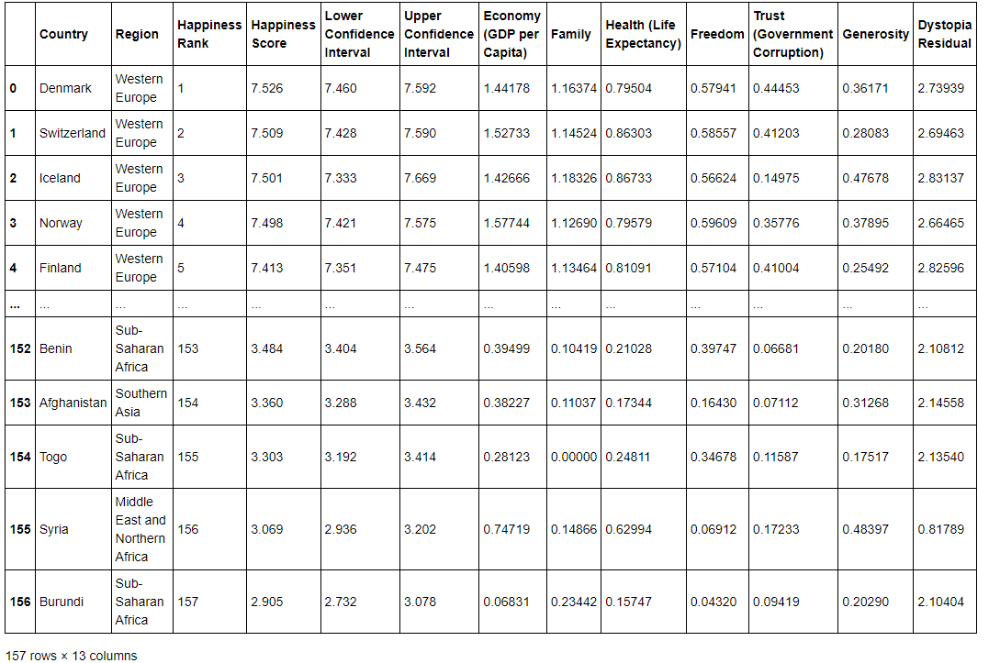 Country Region Happiness Rank Happiness Score Lower Confidence Interval Upper Confidence Interval Economy (GDP per Capita) Family Health (Life Expectancy) Freedom Trust (Government Corruption) Generosity Dystopia Residual
0 Denmark Western Europe 1 7.526 7.460 7.592 1.44178 1.16374 0.79504 0.57941 0.44453 0.36171 2.73939
1 Switzerland Western Europe 2 7.509 7.428 7.590 1.52733 1.14524 0.86303 0.58557 0.41203 0.28083 2.69463
2 Iceland Western Europe 3 7.501 7.333 7.669 1.42666 1.18326 0.86733 0.56624 0.14975 0.47678 2.83137
3 Norway Western Europe 4 7.498 7.421 7.575 1.57744 1.12690 0.79579 0.59609 0.35776 0.37895 2.66465
4 Finland Western Europe 5 7.413 7.351 7.475 1.40598 1.13464 0.81091 0.57104 0.41004 0.25492 2.82596
... ... ... ... ... ... ... ... ... ... ... ... ... ...
152 Benin Sub-Saharan Africa 153 3.484 3.404 3.564 0.39499 0.10419 0.21028 0.39747 0.06681 0.20180 2.10812
153 Afghanistan Southern Asia 154 3.360 3.288 3.432 0.38227 0.11037 0.17344 0.16430 0.07112 0.31268 2.14558
154 Togo Sub-Saharan Africa 155 3.303 3.192 3.414 0.28123 0.00000 0.24811 0.34678 0.11587 0.17517 2.13540
155 Syria Middle East and Northern Africa 156 3.069 2.936 3.202 0.74719 0.14866 0.62994 0.06912 0.17233 0.48397 0.81789
156 Burundi Sub-Saharan Africa 157 2.905 2.732 3.078 0.06831 0.23442 0.15747 0.04320 0.09419 0.20290 2.10404
157 rows × 13 columns